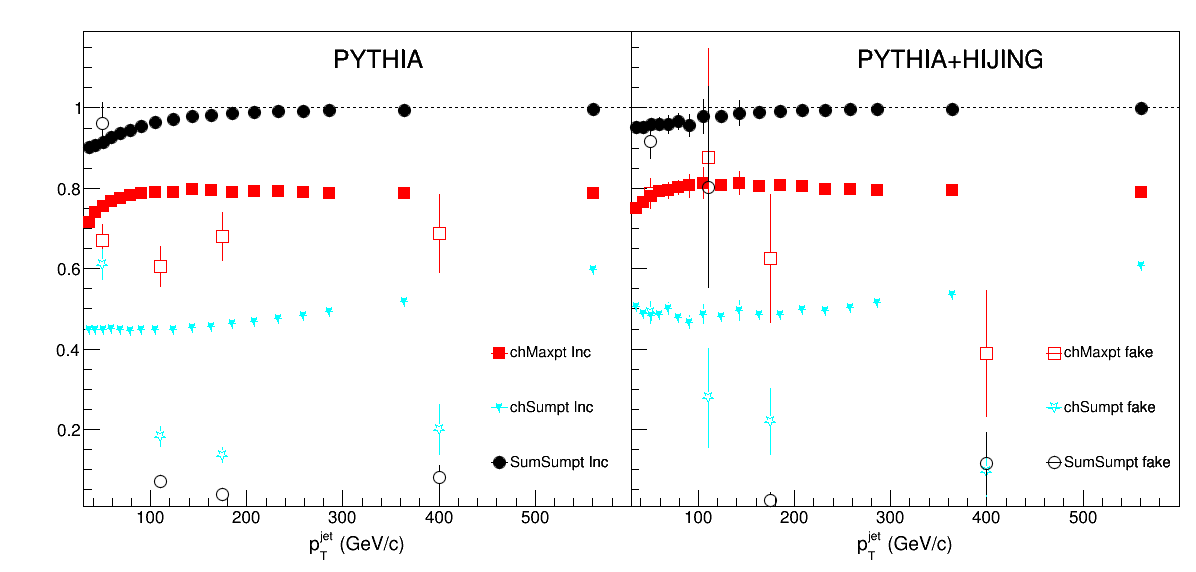 PYTHIA
PYTHIA+HIJING
1
0.8
0.6
0.4
0.2
chMaxpt Inc
chSumpt Inc
SumSumpt Inc
chMaxpt fake
chSumpt fake
SumSumpt fake
100 200 300 400 500
100 200 300 400 500
p_T^jet (GeV/c)
p_T^jet (GeV/c)